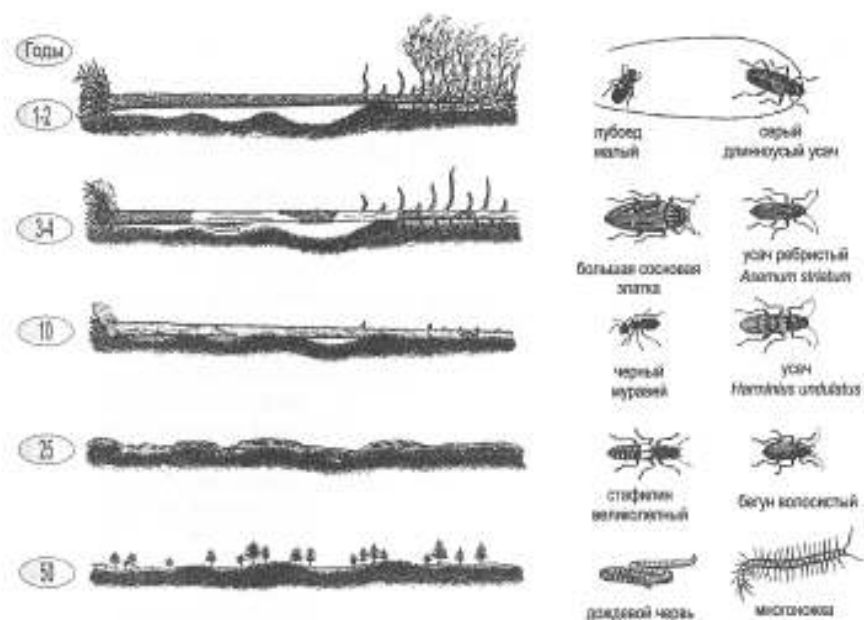 Годы
1-2
лубоед
малый
серый
длинноусый усач
3-4
большая сосновая
златка
усач ребристый
Asemum striatum
10
черный
муравей
усач
Harminius undulatus
25
стафилин
великолепный
бегун волосистый
50
дождевой червь
многоножка